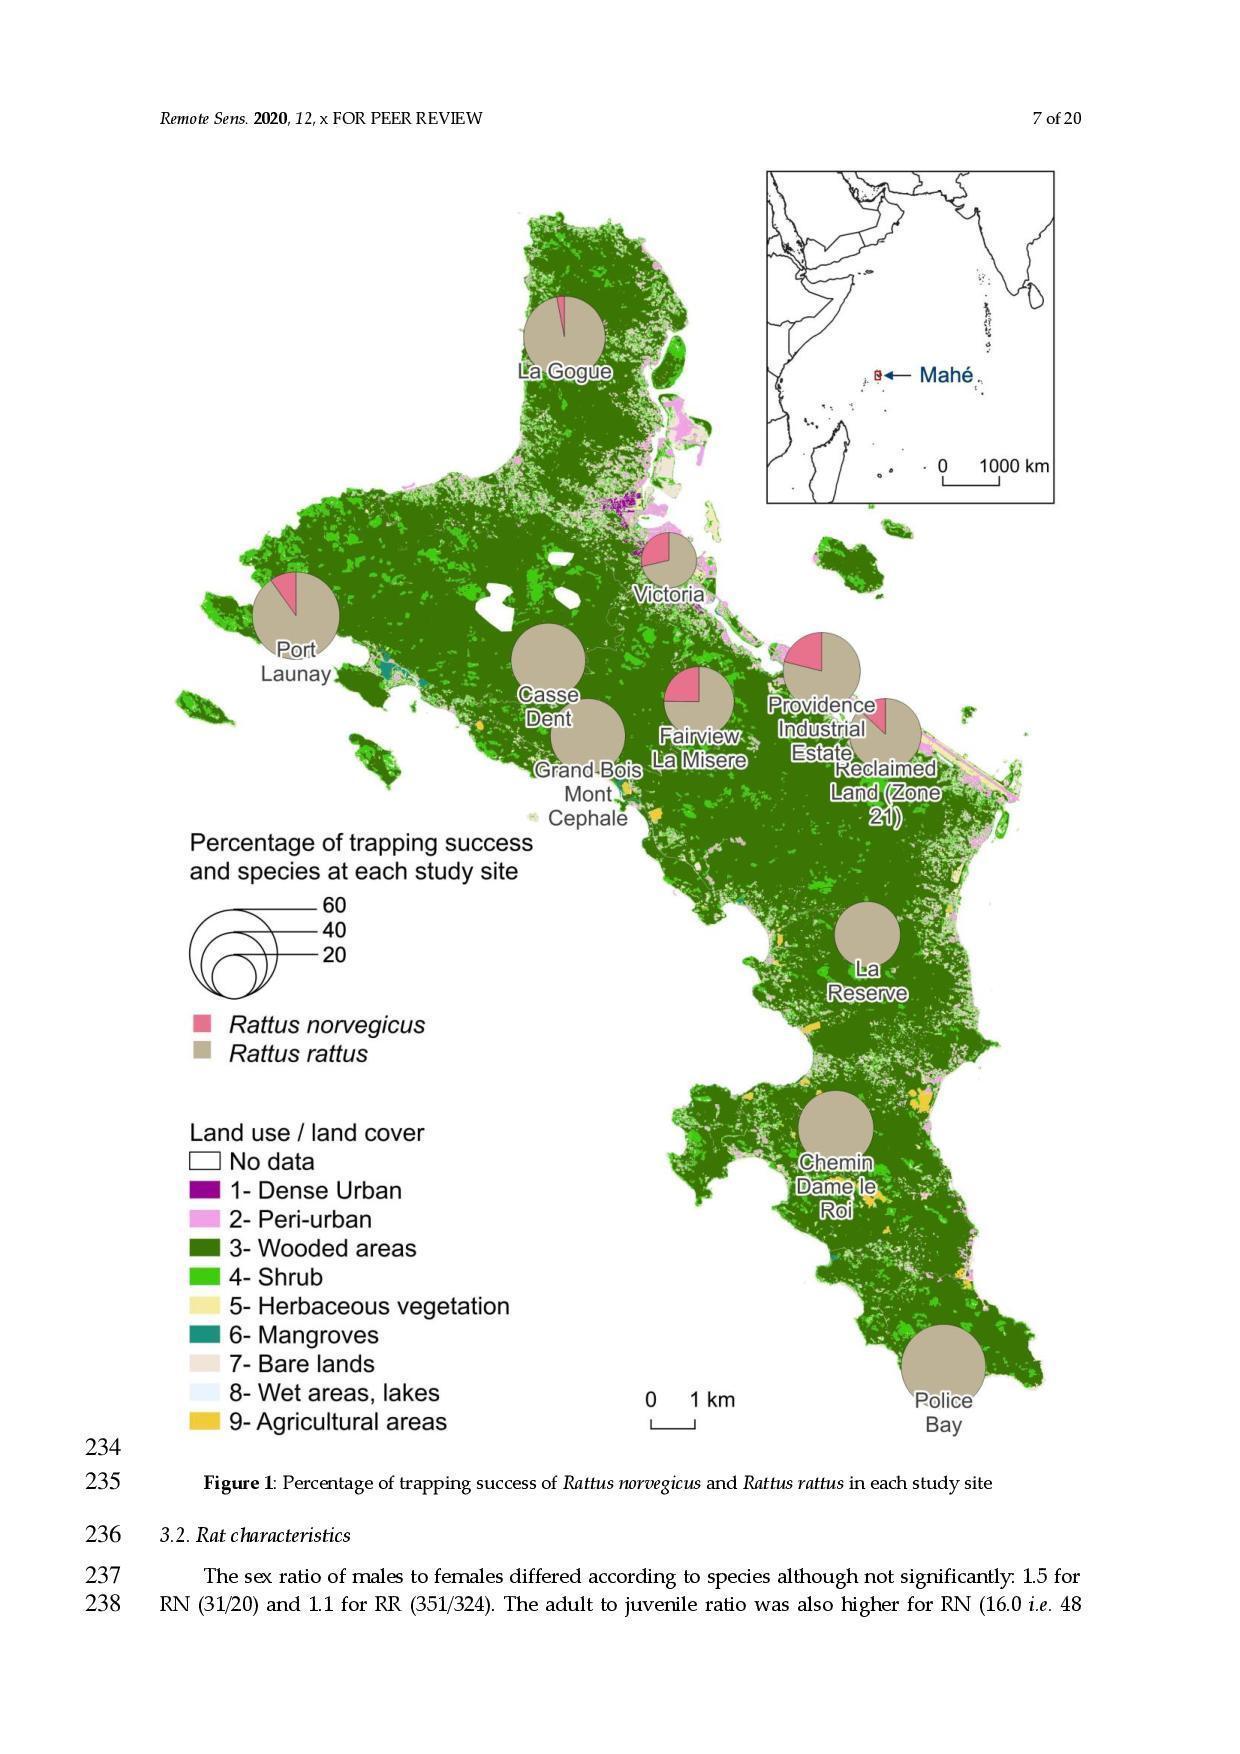 Remote Sens. 2020, 12, x FOR PEER REVIEW 7 of 20
Mahé
0 1000 km
La Gogue
Victoria
Port
Launay
Casse
Dent
Grand Bois
Mont
Cephale
Fairview
La Misere
Providence
Industrial
Estate
Reclaimed
Land (Zone
21)
Percentage of trapping success
and species at each study site
60
40
20
Rattus norvegicus
Rattus rattus
La
Reserve
Chemin
Dame le
Roi
Police
Bay
Land use / land cover
No data
1- Dense Urban
2- Peri-urban
3- Wooded areas
4- Shrub
5- Herbaceous vegetation
6- Mangroves
7- Bare lands
8- Wet areas, lakes
9- Agricultural areas
0 1 km
234
235 Figure 1: Percentage of trapping success of Rattus norvegicus and Rattus rattus in each study site
236 3.2. Rat characteristics
237 The sex ratio of males to females differed according to species although not significantly: 1.5 for
238 RN (31/20) and 1.1 for RR (351/324). The adult to juvenile ratio was also higher for RN (16.0 i.e. 48